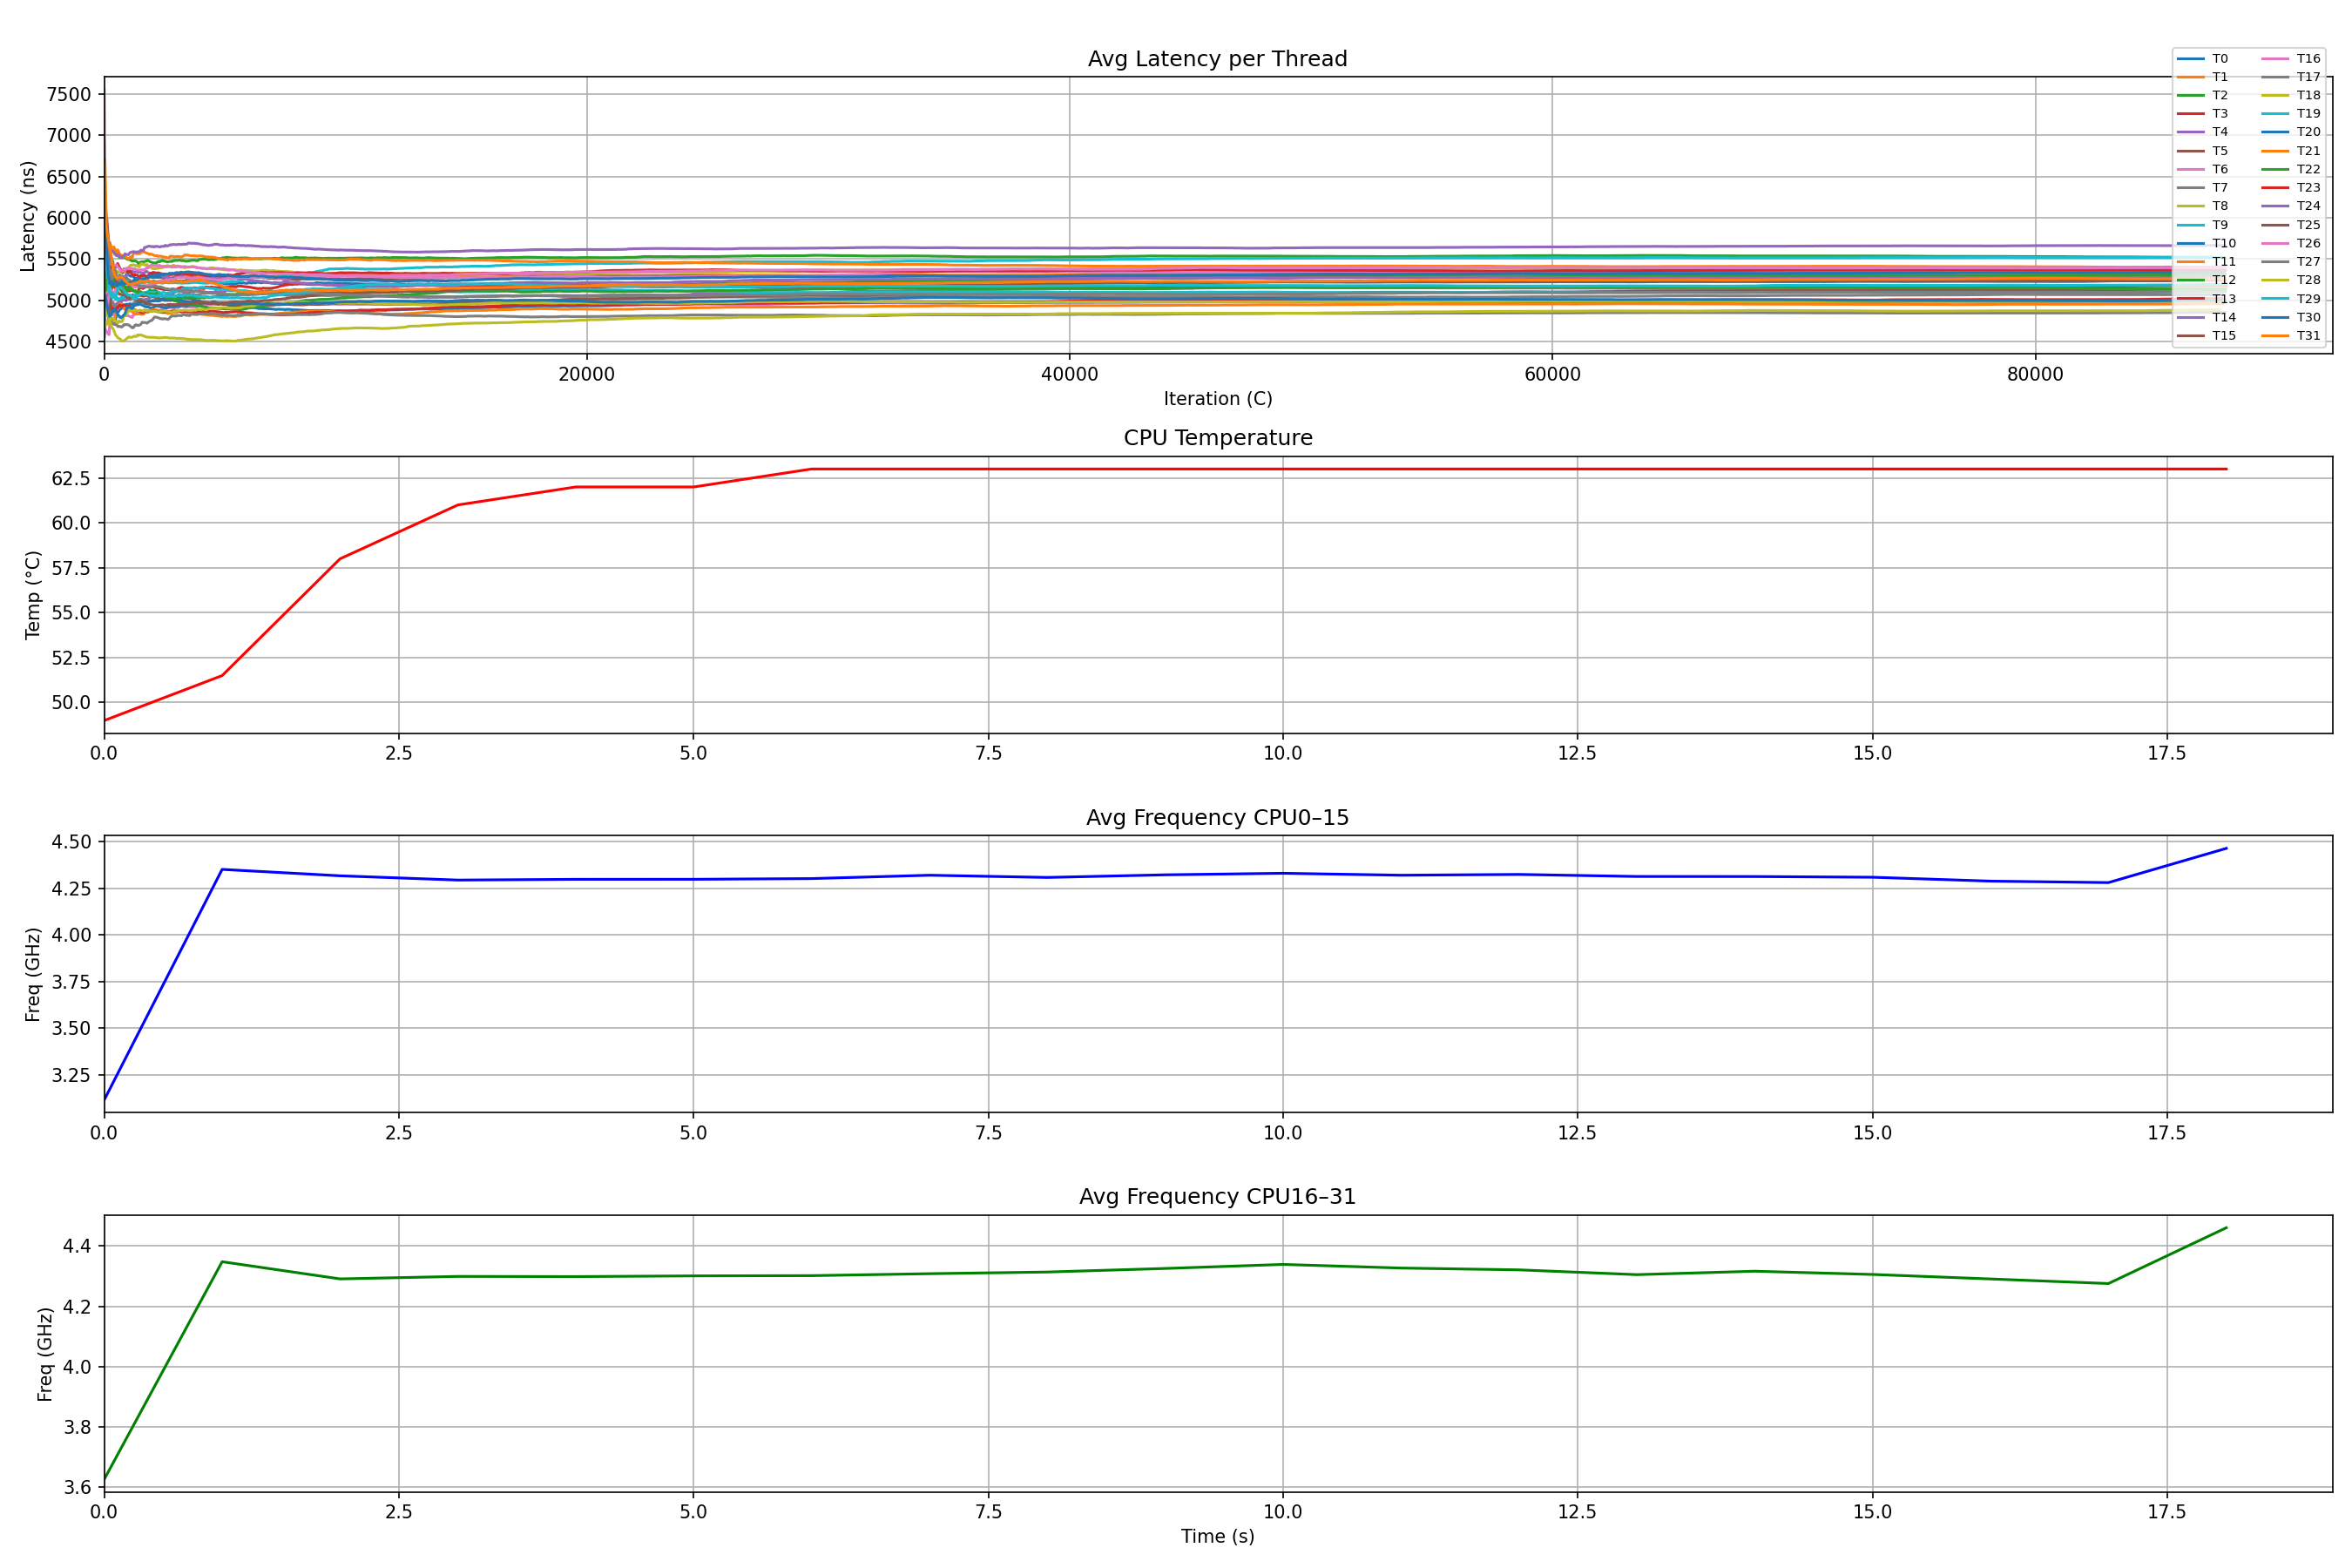 Avg Latency per Thread
7500
7000
6500
6000
5500
5000
4500
Latency (ns)
0 20000 40000 60000 80000
Iteration (C)
T0 T16
T1 T17
T2 T18
T3 T19
T4 T20
T5 T21
T6 T22
T7 T23
T8 T24
T9 T25
T10 T26
T11 T27
T12 T28
T13 T29
T14 T30
T15 T31
CPU Temperature
62.5
60.0
57.5
55.0
52.5
50.0
Temp (°C)
0.0 2.5 5.0 7.5 10.0 12.5 15.0 17.5
Avg Frequency CPU0–15
4.50
4.25
4.00
3.75
3.50
3.25
Freq (GHz)
0.0 2.5 5.0 7.5 10.0 12.5 15.0 17.5
Avg Frequency CPU16–31
4.4
4.2
4.0
3.8
3.6
Freq (GHz)
0.0 2.5 5.0 7.5 10.0 12.5 15.0 17.5
Time (s)